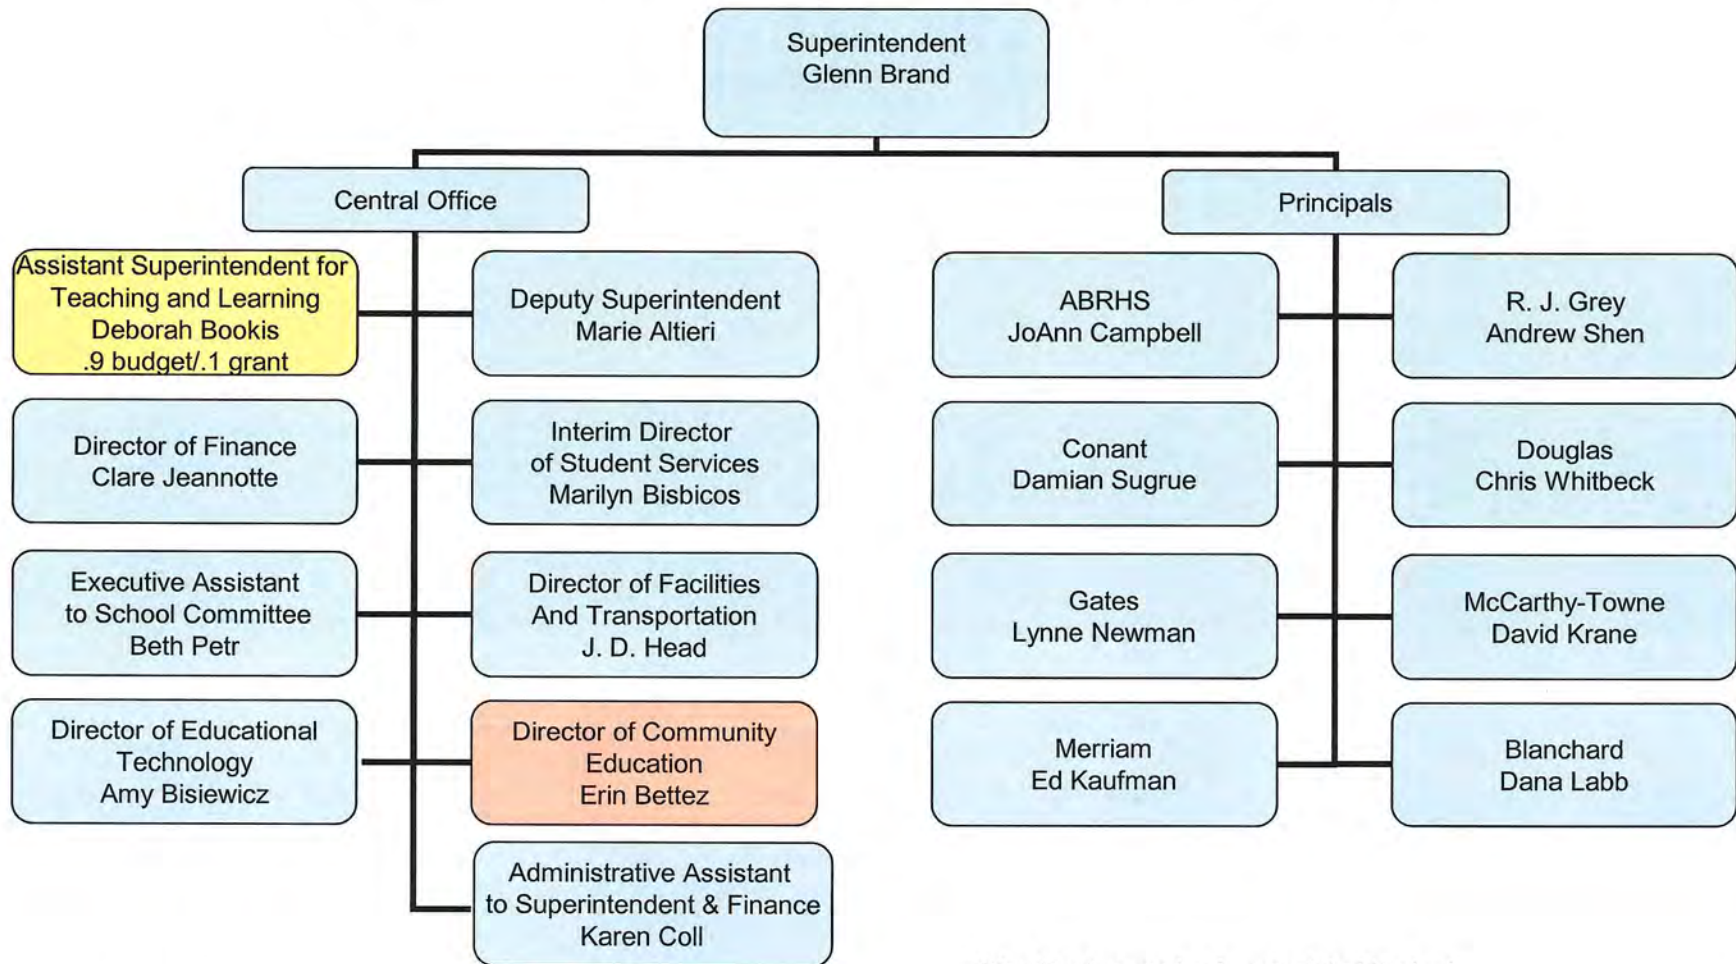 Superintendent
Glenn Brand
Central Office
Principals
Assistant Superintendent for
Teaching and Learning
Deborah Bookis
.9 budget/.1 grant
Deputy Superintendent
Marie Altieri
ABRHS
JoAnn Campbell
R. J. Grey
Andrew Shen
Director of Finance
Clare Jeannotte
Interim Director
of Student Services
Marilyn Bisbicos
Conant
Damian Sugrue
Douglas
Chris Whitbeck
Executive Assistant
to School Committee
Beth Petr
Director of Facilities
And Transportation
J. D. Head
Gates
Lynne Newman
McCarthy-Towne
David Krane
Director of Educational
Technology
Amy Bisiewicz
Director of Community
Education
Erin Bettez
Merriam
Ed Kaufman
Blanchard
Dana Labb
Administrative Assistant
to Superintendent & Finance
Karen Coll